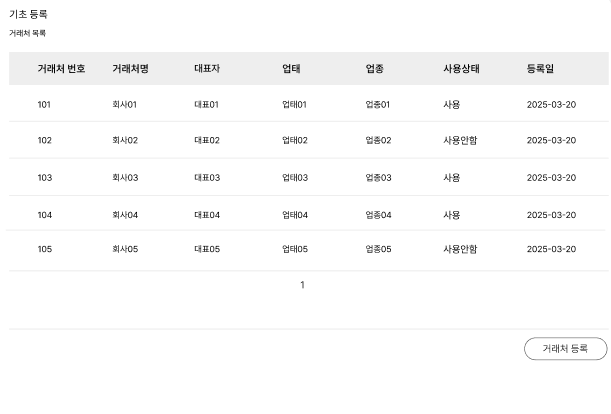 기초 등록
거래처 목록
거래처 번호 거래처명 대표자 업태 업종 사용상태 등록일
101 회사01 대표01 업태01 업종01 사용 2025-03-20
102 회사02 대표02 업태02 업종02 사용안함 2025-03-20
103 회사03 대표03 업태03 업종03 사용 2025-03-20
104 회사04 대표04 업태04 업종04 사용 2025-03-20
105 회사05 대표05 업태05 업종05 사용안함 2025-03-20
1
거래처 등록